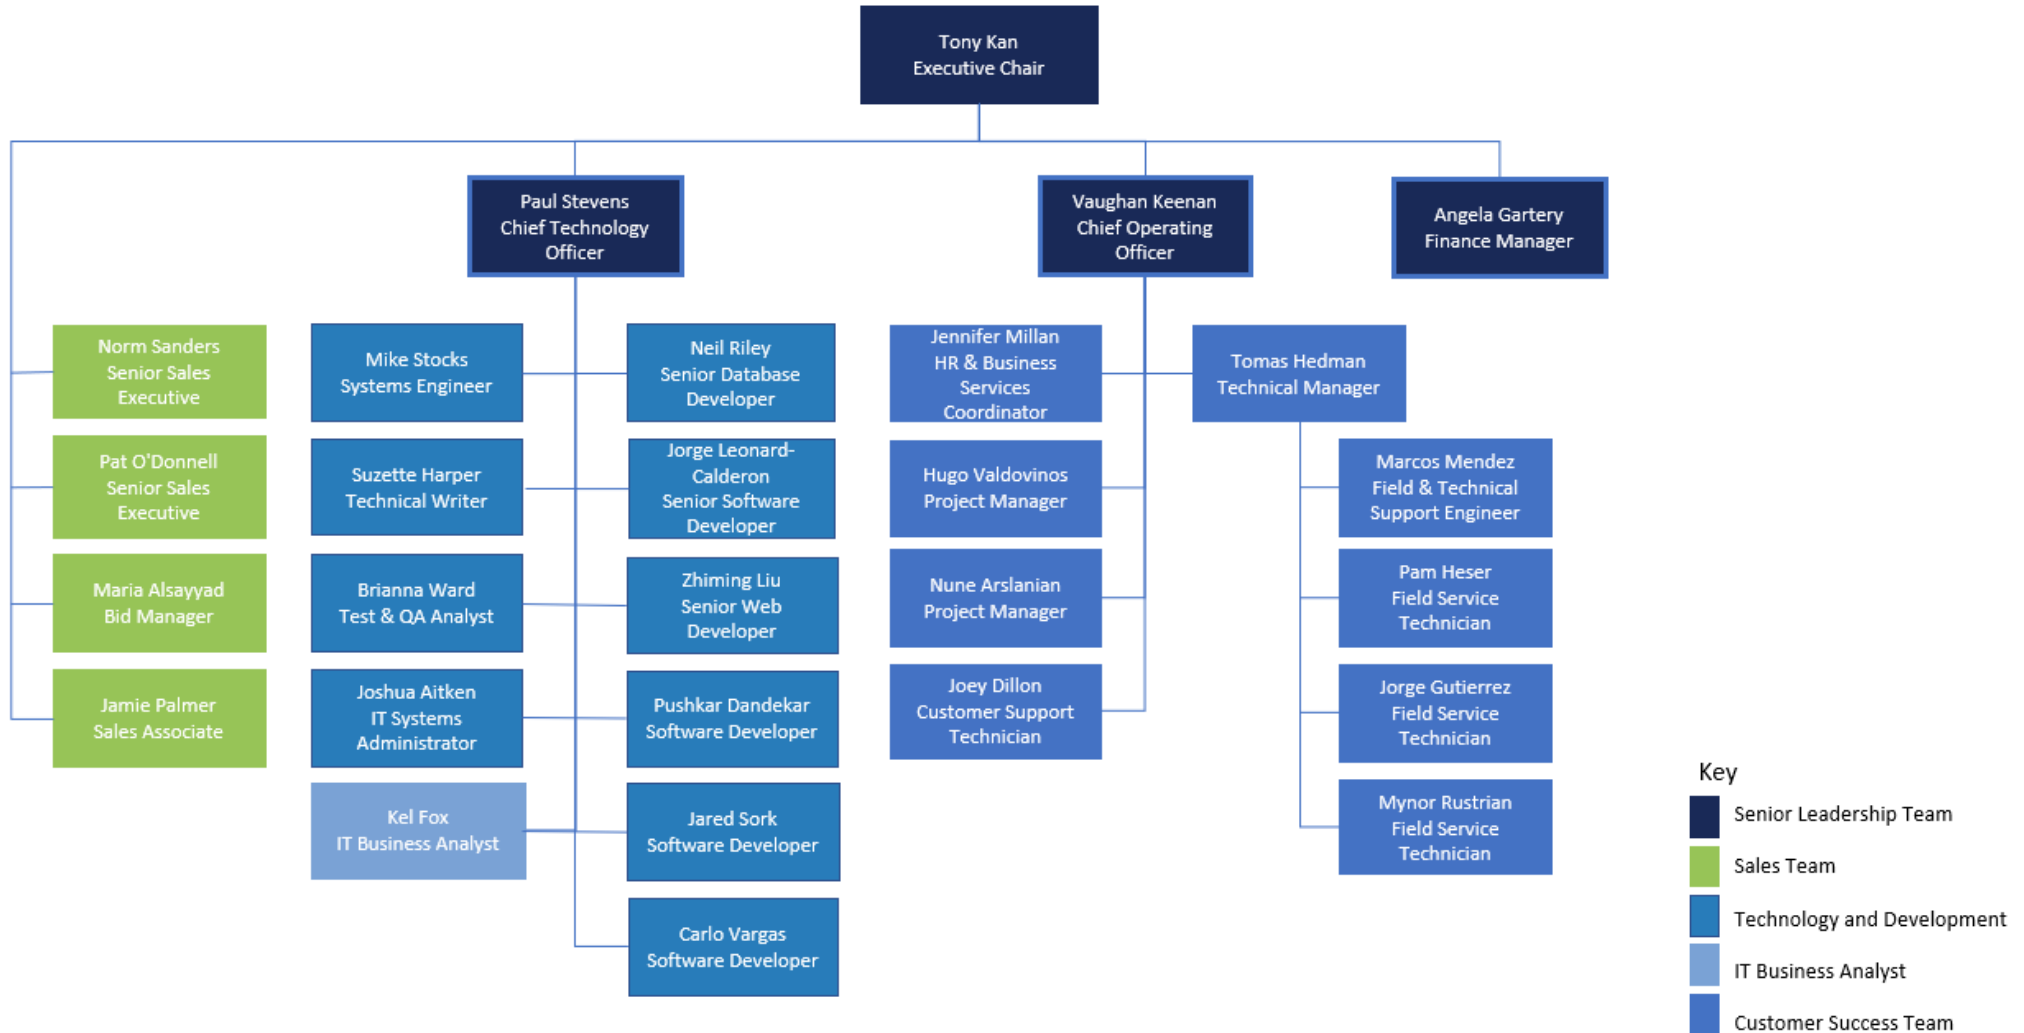 Tony Kan
Executive Chair
Paul Stevens
Chief Technology
Officer
Vaughan Keenan
Chief Operating
Officer
Angela Gartery
Finance Manager
Norm Sanders
Senior Sales
Executive
Pat O'Donnell
Senior Sales
Executive
Maria Alsayyad
Bid Manager
Jamie Palmer
Sales Associate
Mike Stocks
Systems Engineer
Suzette Harper
Technical Writer
Brianna Ward
Test & QA Analyst
Joshua Aitken
IT Systems
Administrator
Kel Fox
IT Business Analyst
Neil Riley
Senior Database
Developer
Jorge Leonard-
Calderon
Senior Software
Developer
Zhiming Liu
Senior Web
Developer
Pushkar Dandekar
Software Developer
Jared Sork
Software Developer
Carlo Vargas
Software Developer
Jennifer Millan
HR & Business
Services
Coordinator
Hugo Valdovinos
Project Manager
Nune Arslanian
Project Manager
Joey Dillon
Customer Support
Technician
Tomas Hedman
Technical Manager
Marcos Mendez
Field & Technical
Support Engineer
Pam Heser
Field Service
Technician
Jorge Gutierrez
Field Service
Technician
Mynor Rustrian
Field Service
Technician
Key
Senior Leadership Team
Sales Team
Technology and Development
IT Business Analyst
Customer Success Team